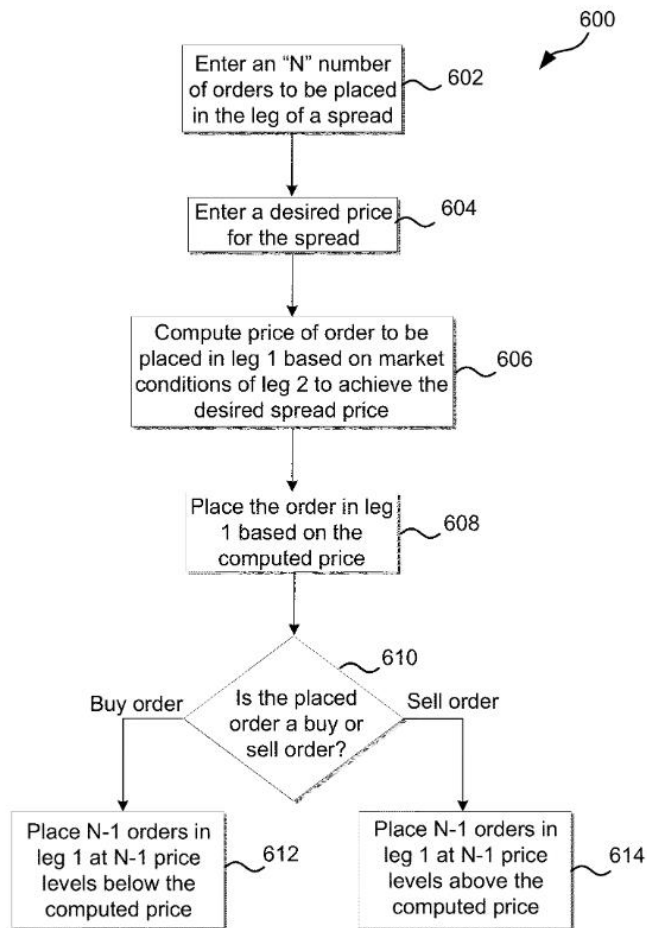 600
Enter an “N” number
of orders to be placed
in the leg of a spread
602
Enter a desired price
for the spread
604
Compute price of order to be
placed in leg 1 based on market
conditions of leg 2 to achieve the
desired spread price
606
Place the order in leg
1 based on the
computed price
608
610
Is the placed
order a buy or
sell order?
Buy order
Sell order
Place N-1 orders in
leg 1 at N-1 price
levels below the
computed price
612
Place N-1 orders in
leg 1 at N-1 price
levels above the
computed price
614